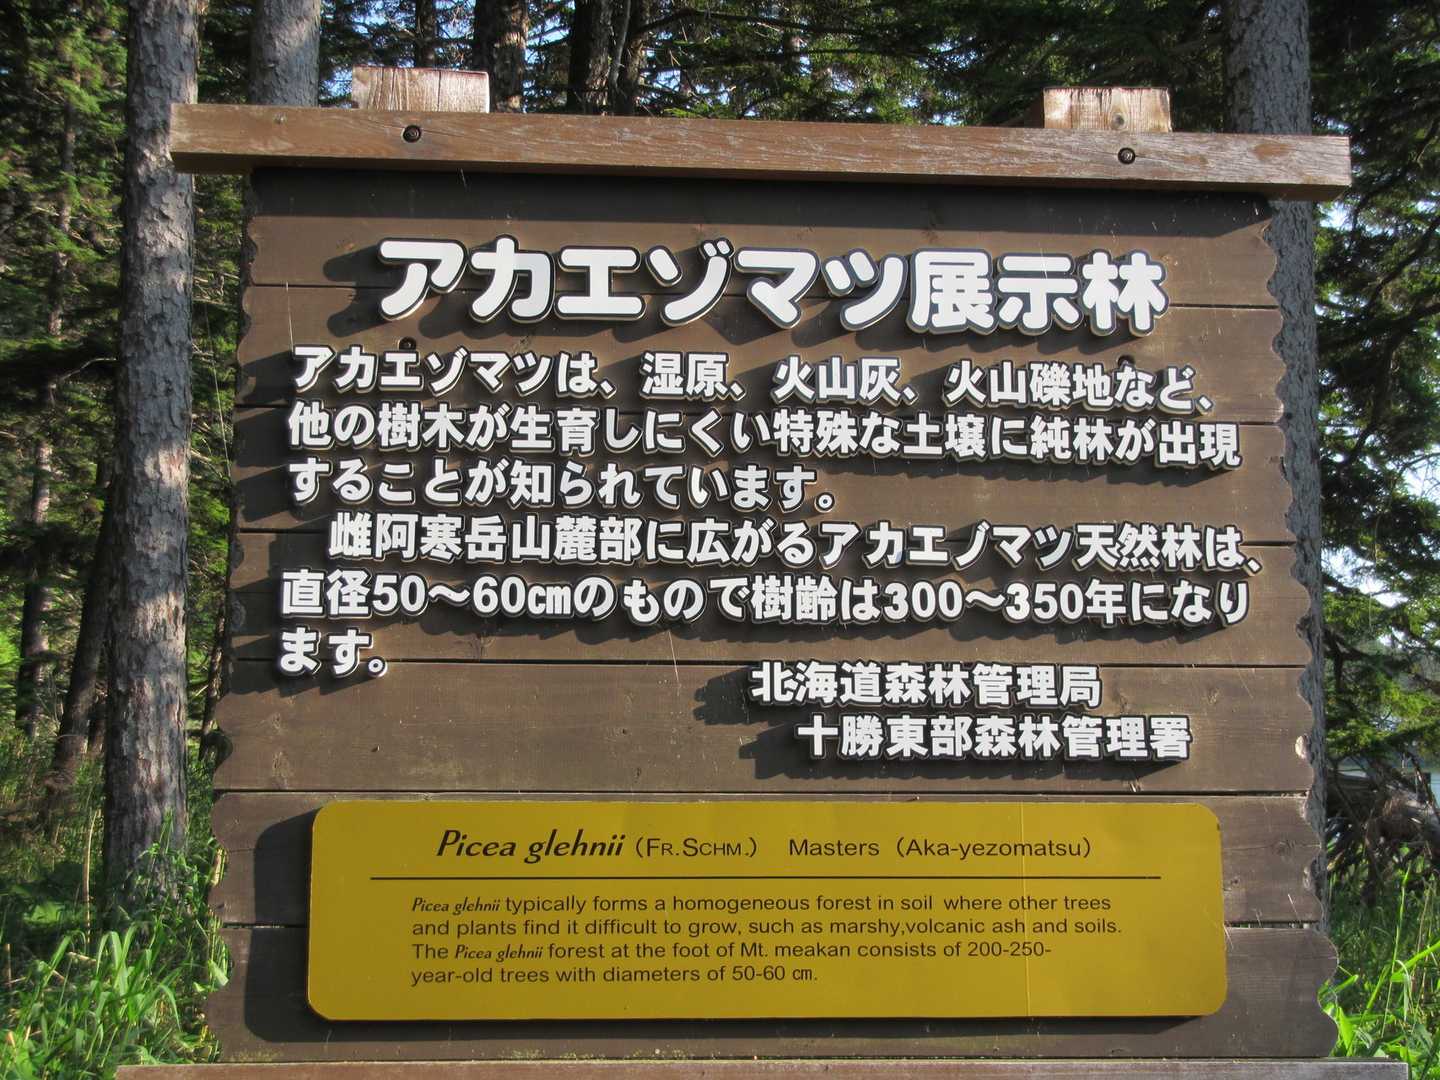 アカエゾマツ展示林
アカエゾマツは、湿原、火山灰、火山礫地など、
他の樹木が生育しにくい特殊な土壌に純林が出現
することが知られています。
雌阿寒岳山麓部に広がるアカエゾマツ天然林は、
直径50～60㎝のもので樹齢は300～350年になり
ます。
北海道森林管理局
十勝東部森林管理署
Picea glehnii (FR.SCHM.) Masters (Aka-yezomatsu)
Picea glehnii typically forms a homogeneous forest in soil where other trees
and plants find it difficult to grow, such as marshy,volcanic ash and soils.
The Picea glehnii forest at the foot of Mt. meakan consists of 200-250-
year-old trees with diameters of 50-60 ㎝.